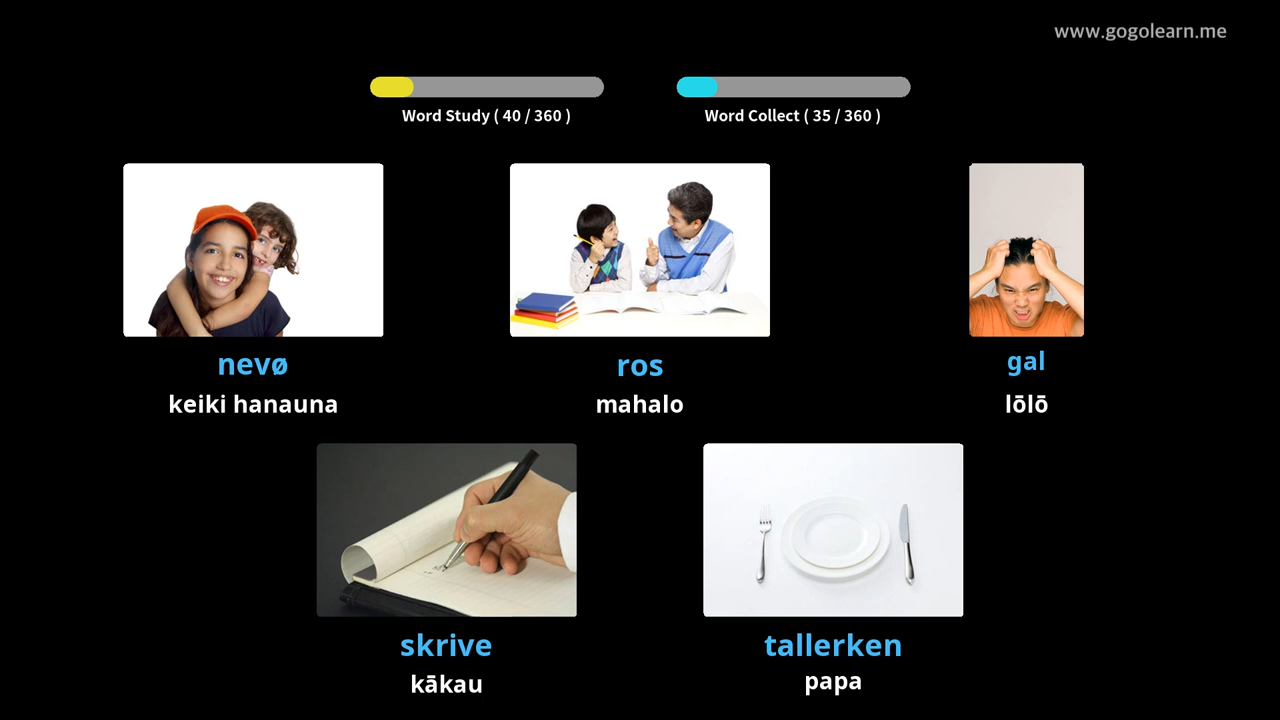 www.gogolearn.me
Word Study ( 40 / 360 )
Word Collect ( 35 / 360 )
nevø
keiki hanauna
ros
mahalo
gal
lōlō
skrive
kākau
tallerken
papa